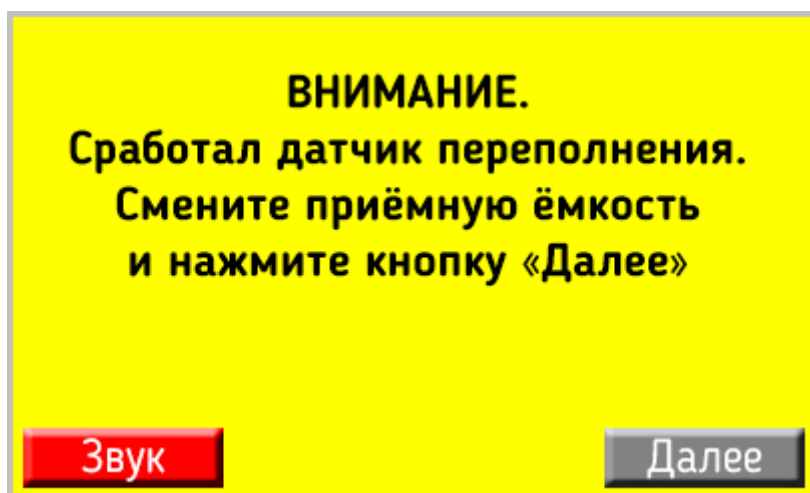 ВНИМАНИЕ.
Сработал датчик переполнения.
Смените приёмную ёмкость
и нажмите кнопку «Далее»
Звук
Далее